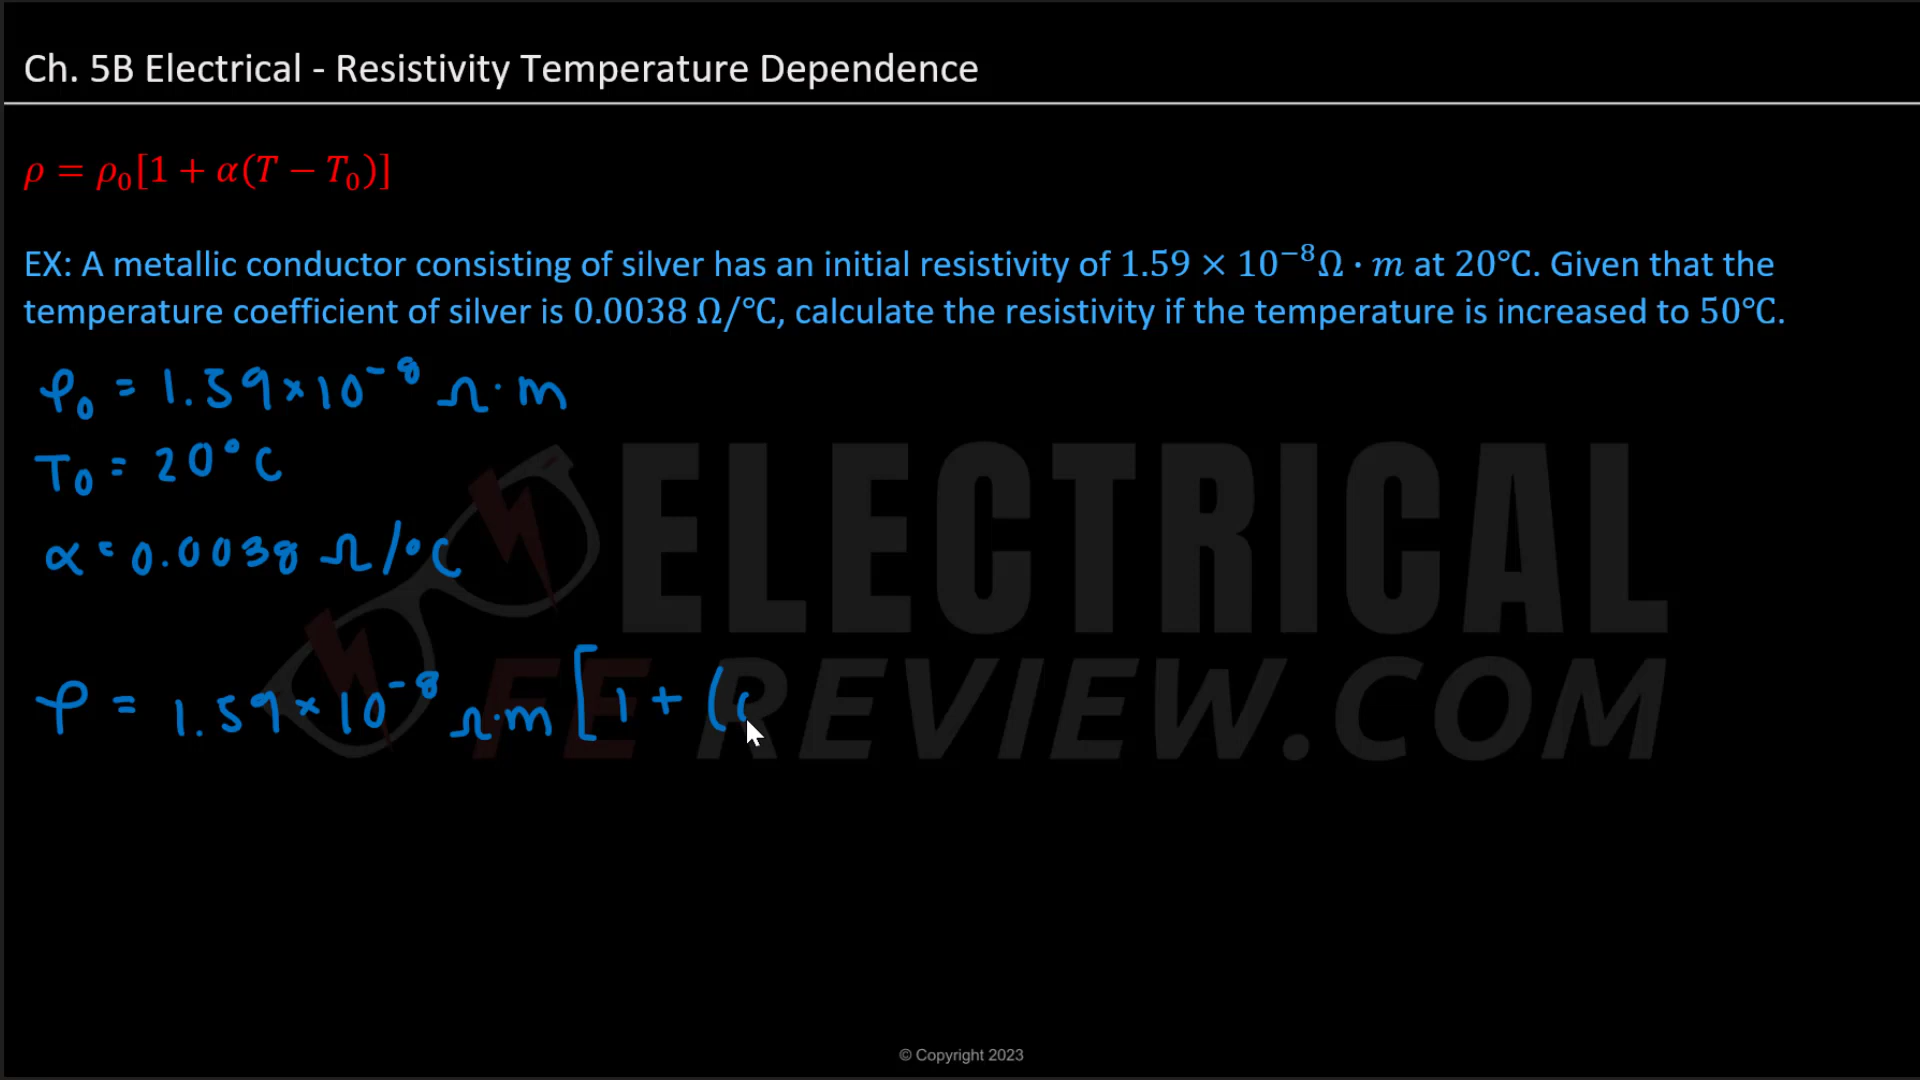 Ch. 5B Electrical - Resistivity Temperature Dependence
ρ = ρ₀[1 + α(T − T₀)]
EX: A metallic conductor consisting of silver has an initial resistivity of 1.59 × 10⁻⁸Ω · m at 20°C. Given that the
temperature coefficient of silver is 0.0038 Ω/°C, calculate the resistivity if the temperature is increased to 50°C.
ρ₀ = 1.59 × 10⁻⁸ Ω · m
T₀ = 20°C
α = 0.0038 Ω/°C
ELECTRICAL
ρ = 1.59 × 10⁻⁸ Ω · m [1 + (
FE REVIEW.COM
© Copyright 2023